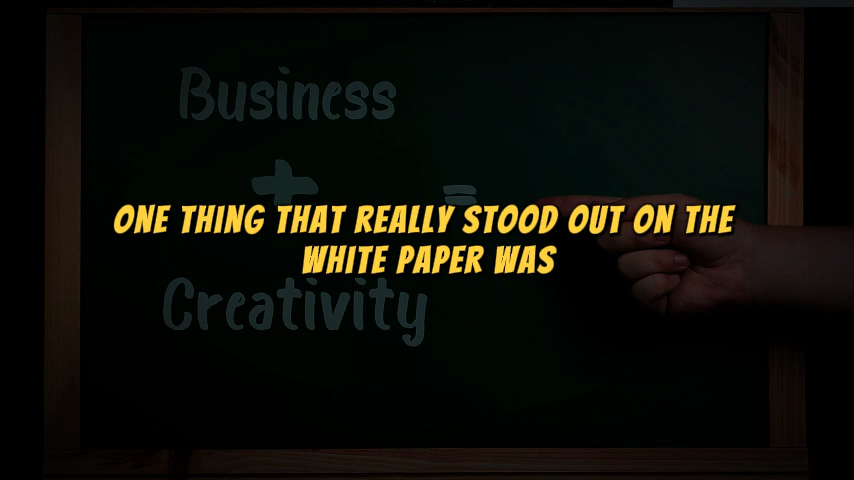 Business
+ =
ONE THING THAT REALLY STOOD OUT ON THE
WHITE PAPER WAS
Creativity